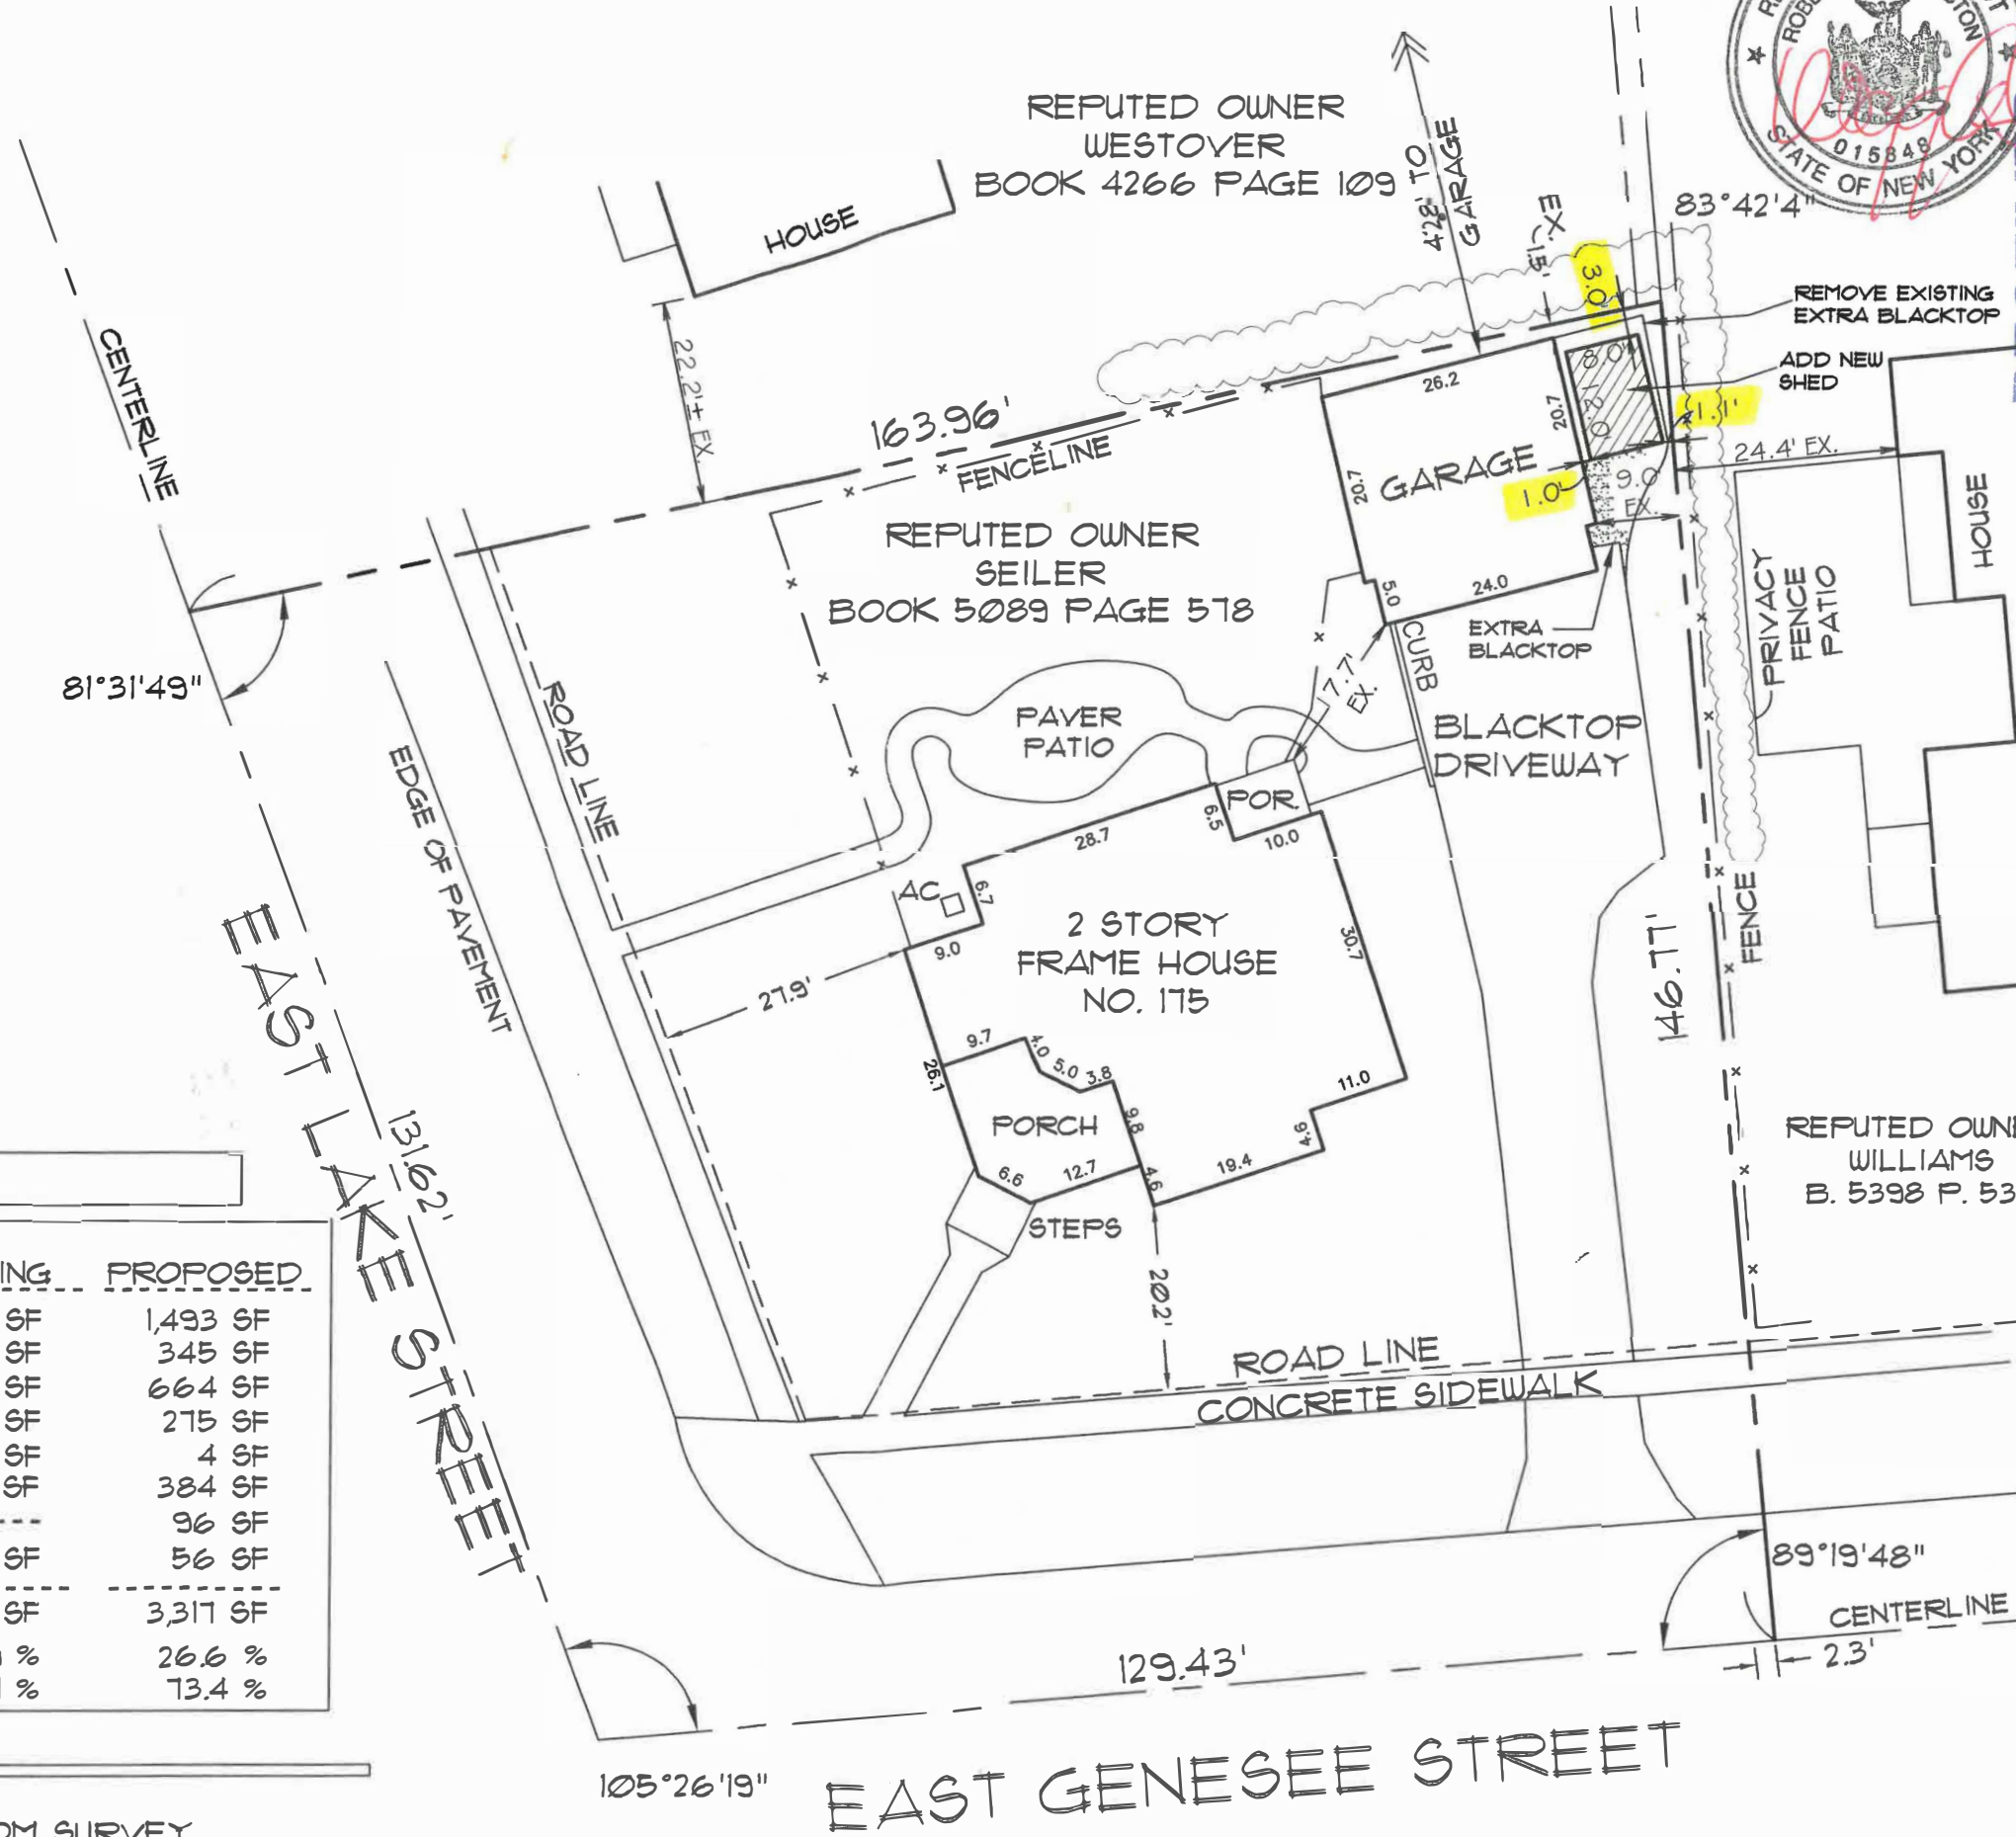 REPUTED OWNER
WESTOVER
BOOK 4266 PAGE 109
HOUSE
42.8' TO
GARAGE
EX.
1.5'
3.0'
83°42'4"
015848
STATE OF NEW YORK
REMOVE EXISTING
EXTRA BLACKTOP
ADD NEW
SHED
8.0'
12.0
1.1'
24.4' EX.
HOUSE
CENTERLINE
22.2'± EX.
163.96'
FENCELINE
26.2
20.7
20.7
GARAGE
1.0'
9.0
EX.
5.0
24.0
EXTRA
BLACKTOP
REPUTED OWNER
SEILER
BOOK 5089 PAGE 578
81°31'49"
ROAD LINE
EDGE OF PAVEMENT
PAVER
PATIO
17.7'
EX.
CURB
BLACKTOP
DRIVEWAY
PRIVACY
FENCE
PATIO
POR.
6.5
10.0
28.7
AC
6.7
9.0
27.9'
2 STORY
FRAME HOUSE
NO. 175
30.7
FENCE
146.77'
9.7
4.0
5.0
3.8
26.1
PORCH
9.8
11.0
4.6
6.6
12.7
4.6
19.4
STEPS
20.2'
EAST LAKE STREET
131.62'
REPUTED OWNE
WILLIAMS
B. 5398 P. 53
ROAD LINE
CONCRETE SIDEWALK
ING PROPOSED
SF 1,493 SF
SF 345 SF
SF 664 SF
SF 275 SF
SF 4 SF
SF 384 SF
96 SF
SF 56 SF
SF 3,317 SF
% 26.6 %
% 73.4 %
89°19'48"
CENTERLINE
2.3'
129.43'
105°26'19"
EAST GENESEE STREET
OM SURVEY